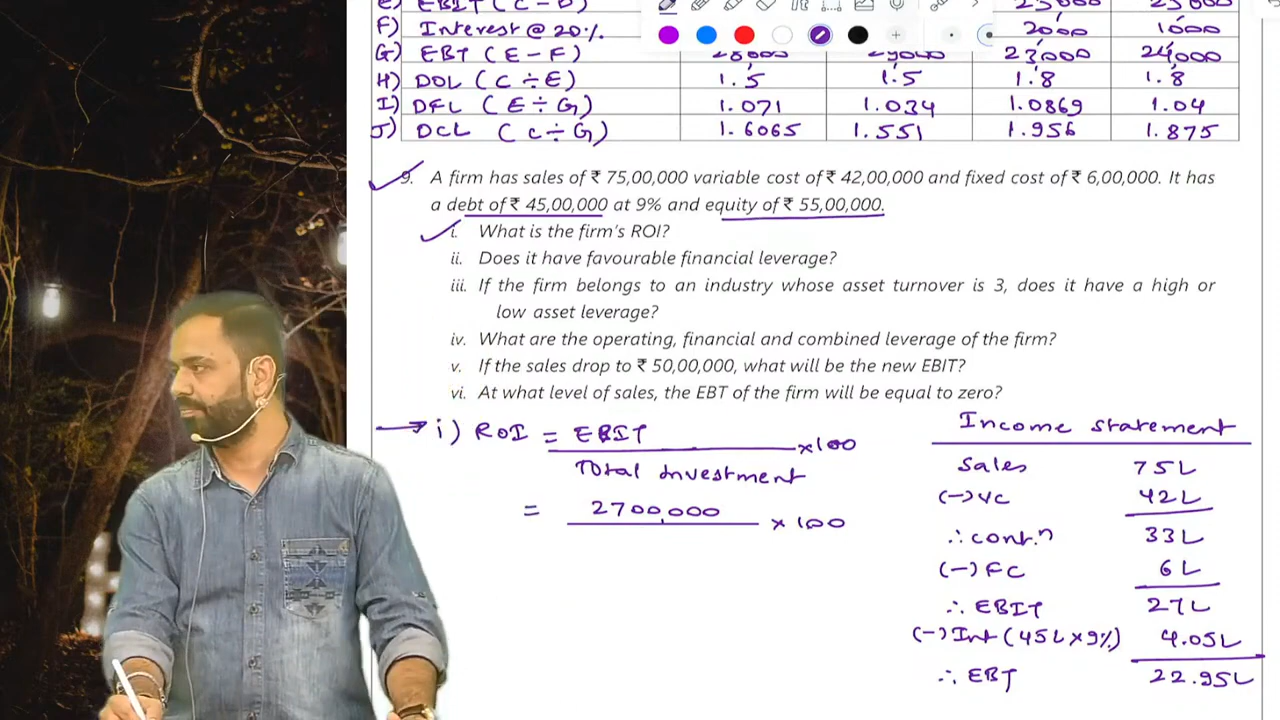 E) EBIT (C - D) 23000 25000
F) Interest @ 20%. 2000 1000
G) EBT (E - F) 28000 29000 23,000 24,000
H) DOL (C ÷ E) 1.5 1.5 1.8 1.8
I) DFL (E ÷ G) 1.071 1.034 1.0869 1.04
J) DCL (C ÷ G) 1.6065 1.551 1.956 1.875
9. A firm has sales of ₹ 75,00,000 variable cost of ₹ 42,00,000 and fixed cost of ₹ 6,00,000. It has
a debt of ₹ 45,00,000 at 9% and equity of ₹ 55,00,000.
i. What is the firm's ROI?
ii. Does it have favourable financial leverage?
iii. If the firm belongs to an industry whose asset turnover is 3, does it have a high or
low asset leverage?
iv. What are the operating, financial and combined leverage of the firm?
v. If the sales drop to ₹ 50,00,000, what will be the new EBIT?
vi. At what level of sales, the EBT of the firm will be equal to zero?
→ i) ROI = EBIT × 100
Total Investment
= 2700,000 × 100
Income statement
Sales 75L
(-) VC 42L
∴ contn 33L
(-) FC 6L
∴ EBIT 27L
(-) Int (45L × 9%) 4.05L
∴ EBT 22.95L